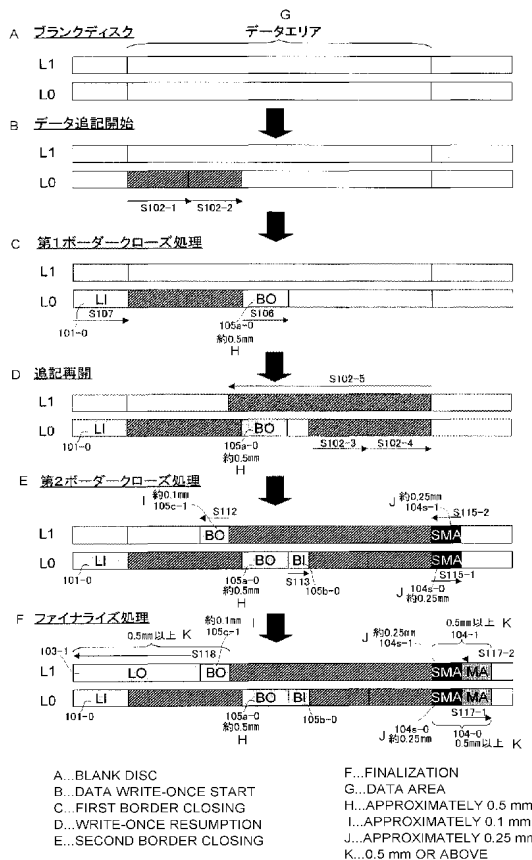 G
A ブランクディスク データエリア
L1
L0
B データ追記開始
L1
L0
S102-1 S102-2
C 第1ボーダークローズ処理
L1
L0 LI BO
S107 S106
101-0 105a-0
約0.5mm
H
D 追記再開 S102-5
L1
L0 LI BO
101-0 105a-0 S102-3 S102-4
約0.5mm
H
E 第2ボーダークローズ処理
I 約0.1mm 105c-1 S112 J 約0.25mm 104s-1 S115-2
L1 BO SMA
L0 LI BO BI SMA
101-0 105a-0 S113 105b-0 104s-0 S115-1
約0.5mm J 約0.25mm
H
F ファイナライズ処理
約0.1mm I 0.5mm以上 K
0.5mm以上 K 105c-1 J 約0.25mm 104-1
103-1 S118 104s-1 S117-2
L1 LO BO SMA MA
L0 LI BO BI SMA MA
101-0 105a-0 105b-0 104s-0 S117-1
約0.5mm J 約0.25mm 104-0
H 0.5mm以上 K
A...BLANK DISC
B...DATA WRITE-ONCE START
C...FIRST BORDER CLOSING
D...WRITE-ONCE RESUMPTION
E...SECOND BORDER CLOSING
F...FINALIZATION
G...DATA AREA
H...APPROXIMATELY 0.5 mm
I...APPROXIMATELY 0.1 mm
J...APPROXIMATELY 0.25 mm
K...0.5 mm OR ABOVE